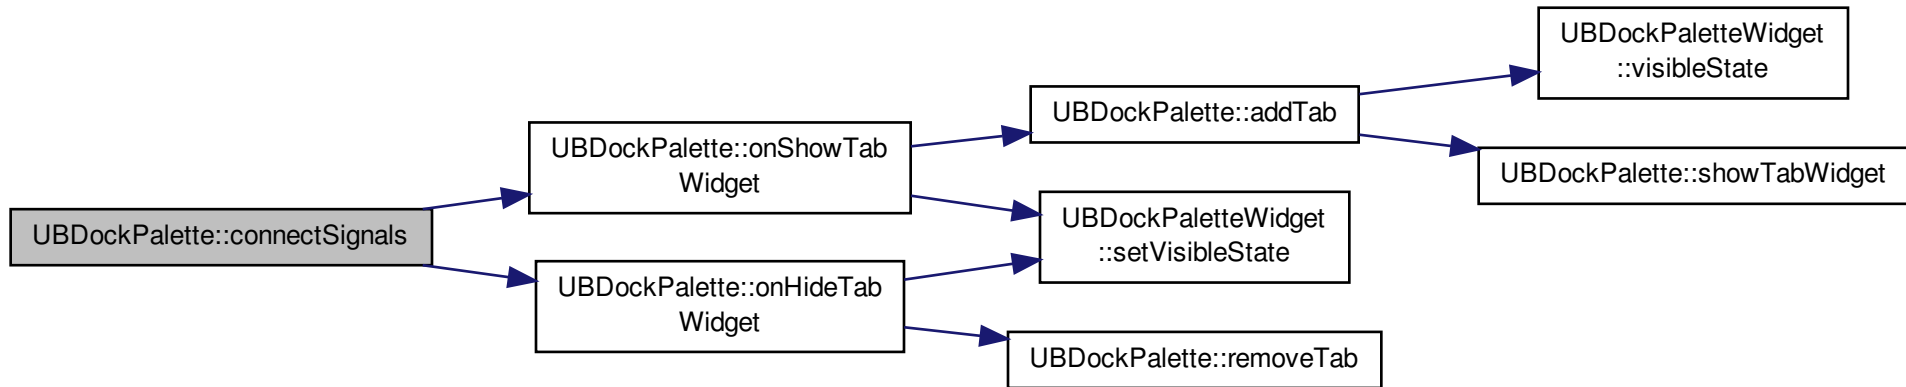 UBDockPalette::connectSignals
UBDockPalette::onShowTab
Widget
UBDockPalette::onHideTab
Widget
UBDockPalette::addTab
UBDockPaletteWidget
::setVisibleState
UBDockPalette::removeTab
UBDockPaletteWidget
::visibleState
UBDockPalette::showTabWidget